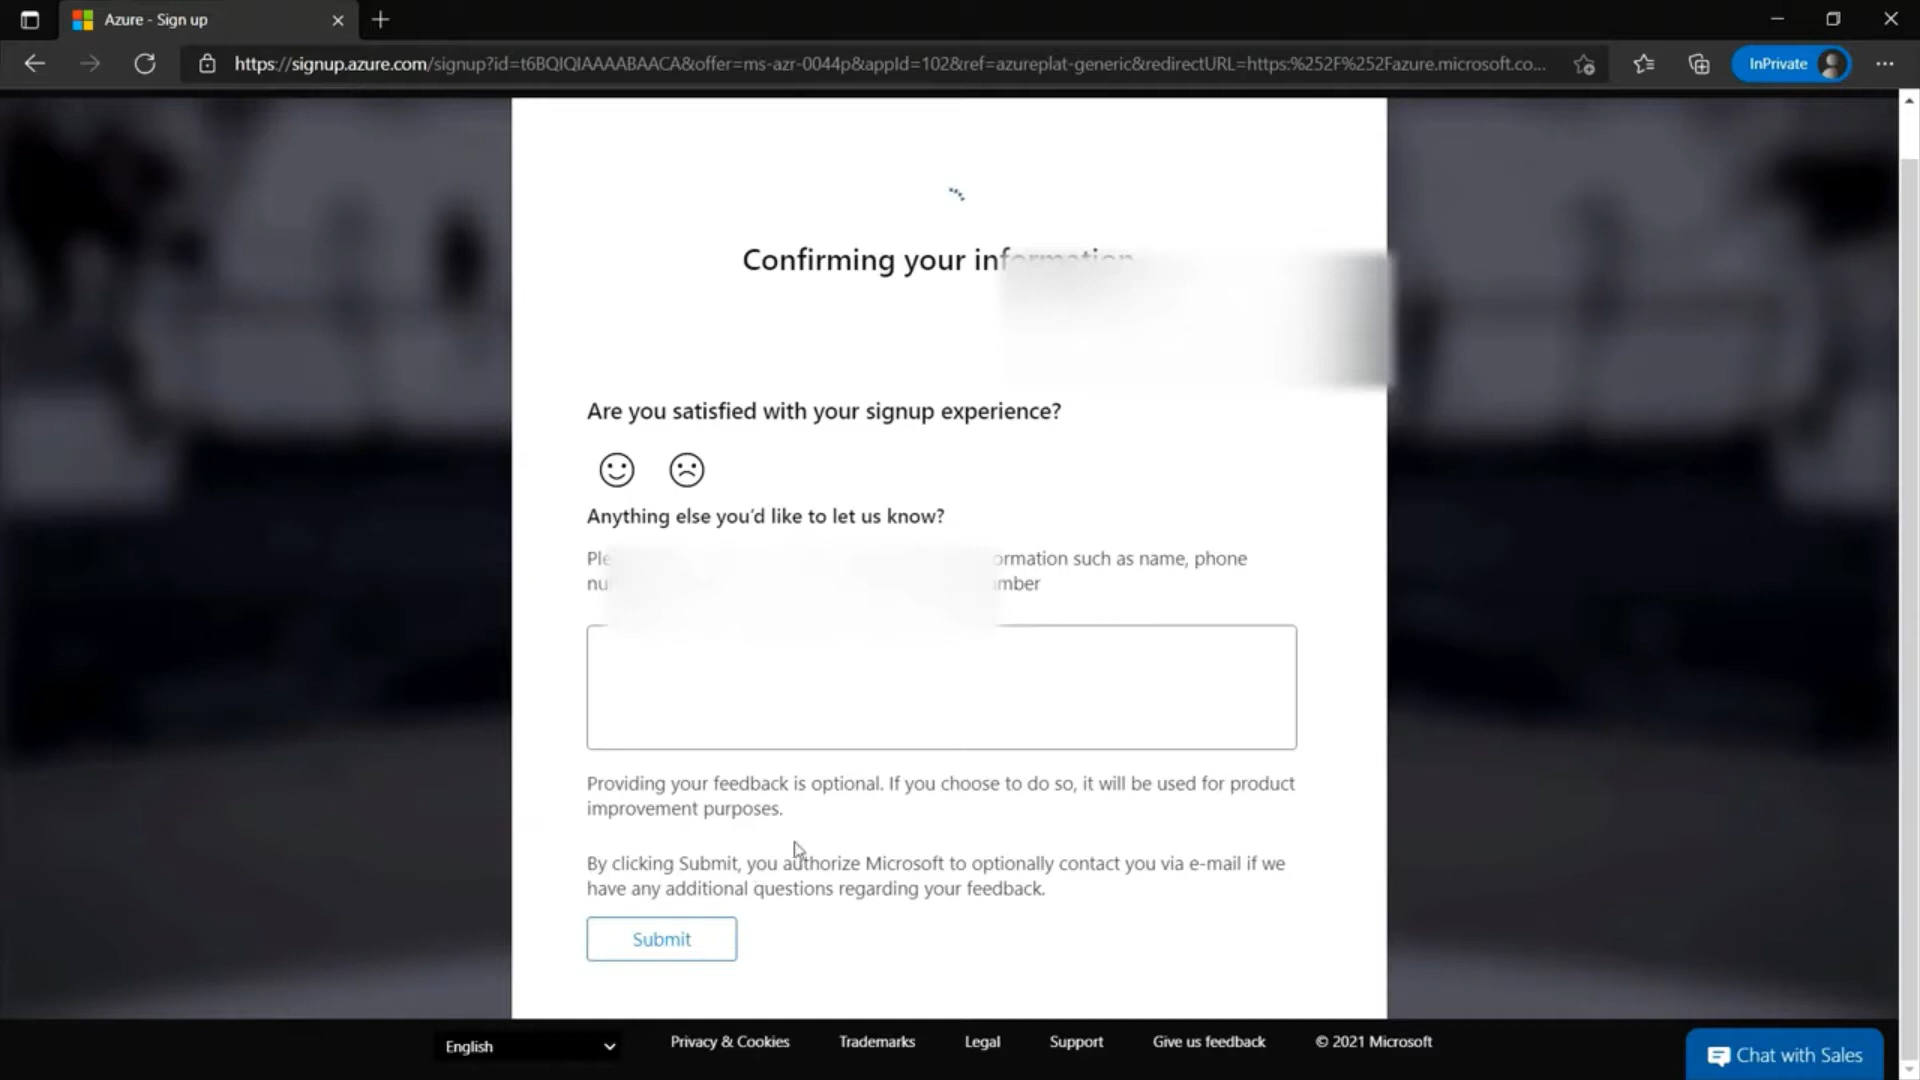 Azure - Sign up
https://signup.azure.com/signup?id=t6BQIQIAAAABAACA&offer=ms-azr-0044p&appId=102&ref=azureplat-generic&redirectURL=https:%252F%252Fazure.microsoft.co...
InPrivate
Confirming your information
Are you satisfied with your signup experience?
Anything else you'd like to let us know?
such as name, phone
Providing your feedback is optional. If you choose to do so, it will be used for product
improvement purposes.
By clicking Submit, you authorize Microsoft to optionally contact you via e-mail if we
have any additional questions regarding your feedback.
Submit
English
Privacy & Cookies
Trademarks
Legal
Support
Give us feedback
© 2021 Microsoft
Chat with Sales